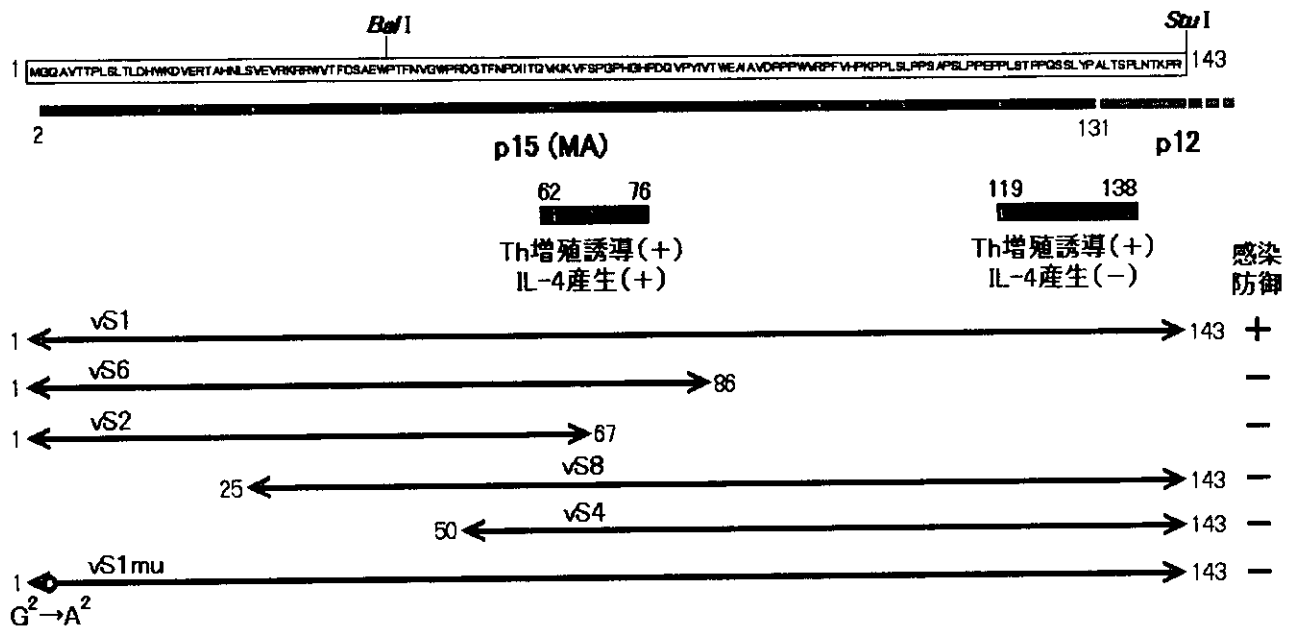 BalI StuI
1 MGQAVTTPLSLTLDHWKDVERTAHNLSVEVRKRRWVTFCSAEWPTFNVGWPRDGTFNPDIITQVKIKVFSPGPHGHPDQVPYIVTWEAIAVDPPPWVRPFVHPKPPLSLPPSAPSLPPEPPLSTPPQSSLYPALTSPLNTKPR 143
2 131
p15 (MA) p12
62 76 119 138
Th増殖誘導(+) Th増殖誘導(+) 感染
IL-4産生(+) IL-4産生(−) 防御
1 vS1 143 +
1 vS6 86 −
1 vS2 67 −
25 vS8 143 −
50 vS4 143 −
1 vS1mu 143 −
G²→A²